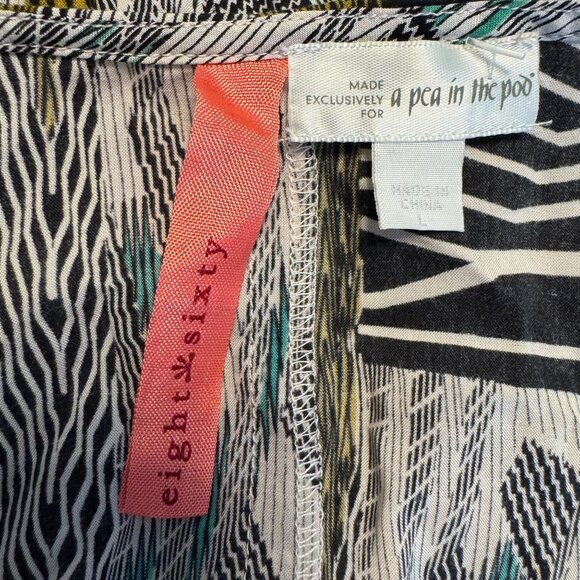 MADE
EXCLUSIVELY
FOR
a pea in the pod®
MADE IN
CHINA
L
eight sixty